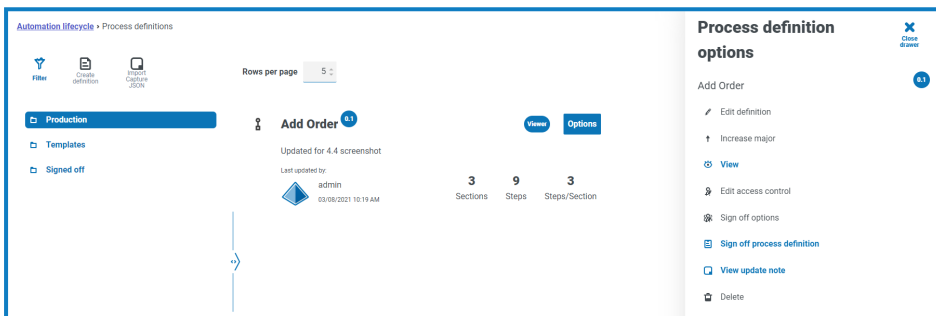 Automation lifecycle › Process definitions
Filter
Create
definition
Import
Capture
JSON
Rows per page 5
Production
Templates
Signed off
Add Order 0.1
Viewer
Options
Updated for 4.4 screenshot
Last updated by:
admin
03/08/2021 10:19 AM
3 9 3
Sections Steps Steps/Section
Process definition
options
Close
drawer
Add Order 0.1
Edit definition
Increase major
View
Edit access control
Sign off options
Sign off process definition
View update note
Delete